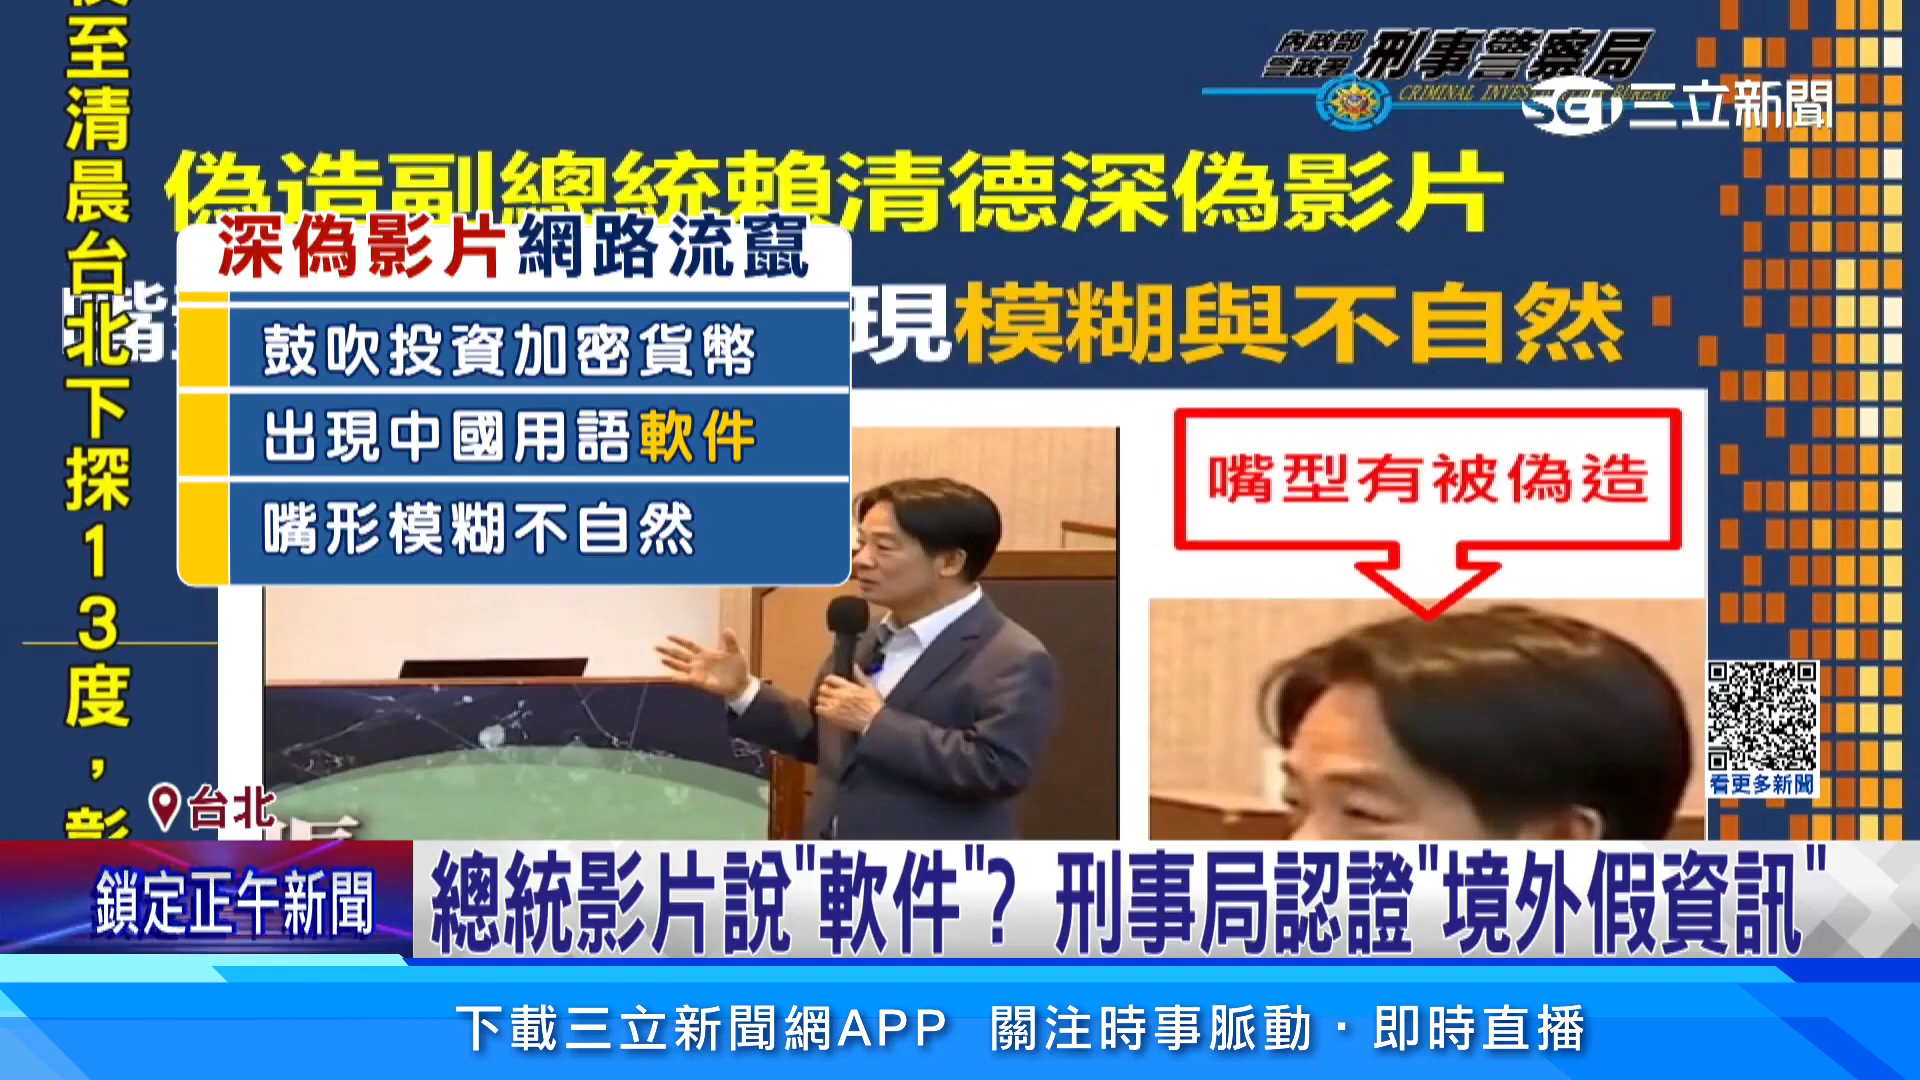 至清晨台北下探13度，彰
內政部
警政署
刑事警察局
CRIMINAL INVES
BUREAU
SET三立新聞
偽造副總統賴清德深偽影片
嘴
現模糊與不自然
深偽影片網路流竄
鼓吹投資加密貨幣
出現中國用語軟件
嘴形模糊不自然
嘴型有被偽造
看更多新聞
台北
鎖定正午新聞
總統影片說"軟件"? 刑事局認證"境外假資訊"
下載三立新聞網APP 關注時事脈動·即時直播